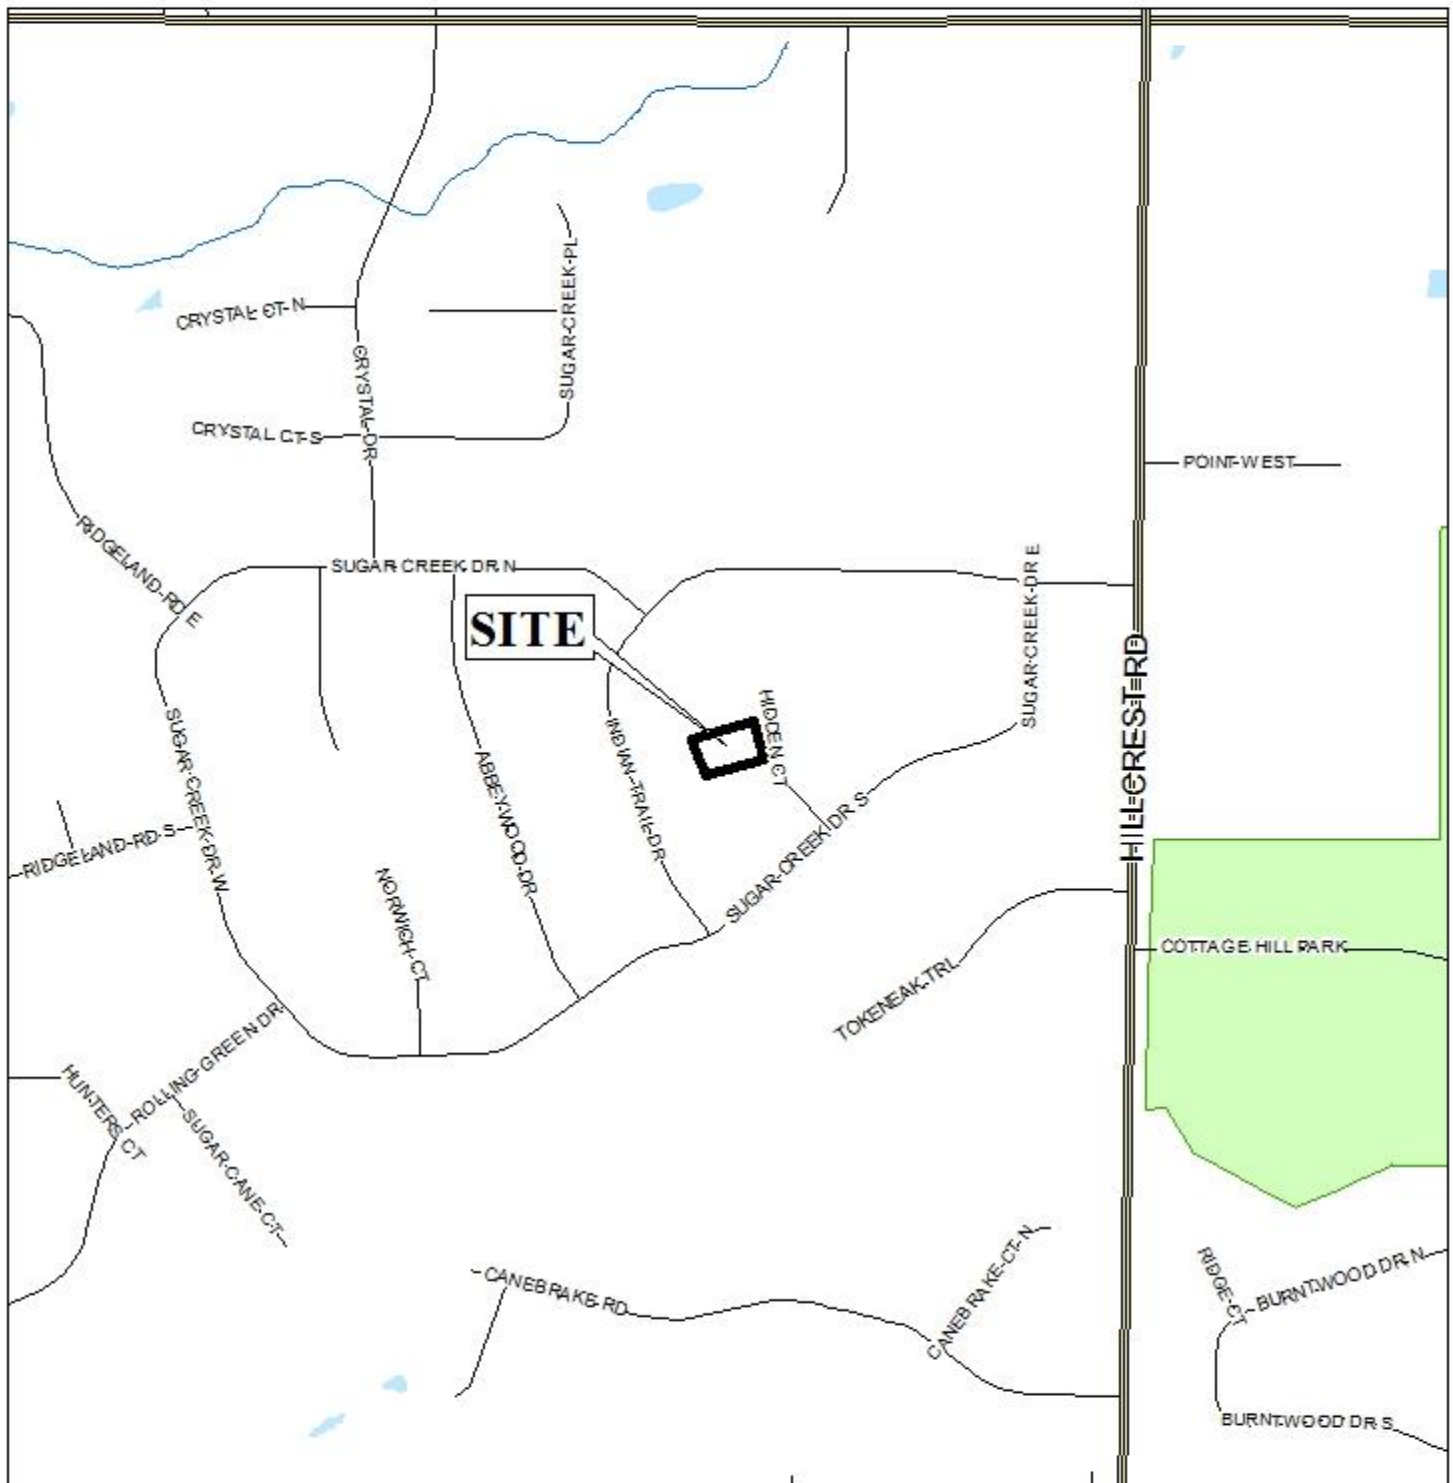 CRYSTAL CT N
SUGAR CREEK PL
CRYSTAL DR
CRYSTAL CT S
POINT WEST
RIDGELAND RD E
SUGAR CREEK DR N
SUGAR CREEK DR E
SITE
HILLCREST RD
HIDDEN CT
INDIAN TRAIL DR
ABBEYWOOD DR
SUGAR CREEK DR W
SUGAR CREEK DR S
RIDGELAND RD S
NORWICH CT
COTTAGE HILL PARK
TOKENEAK TRL
ROLLING GREEN DR
HUNTERS CT
SUGAR CANE CT
CANEBRAKE RD
CANEBRAKE CT N
RIDGE CT
BURNTWOOD DR N
BURNTWOOD DR S